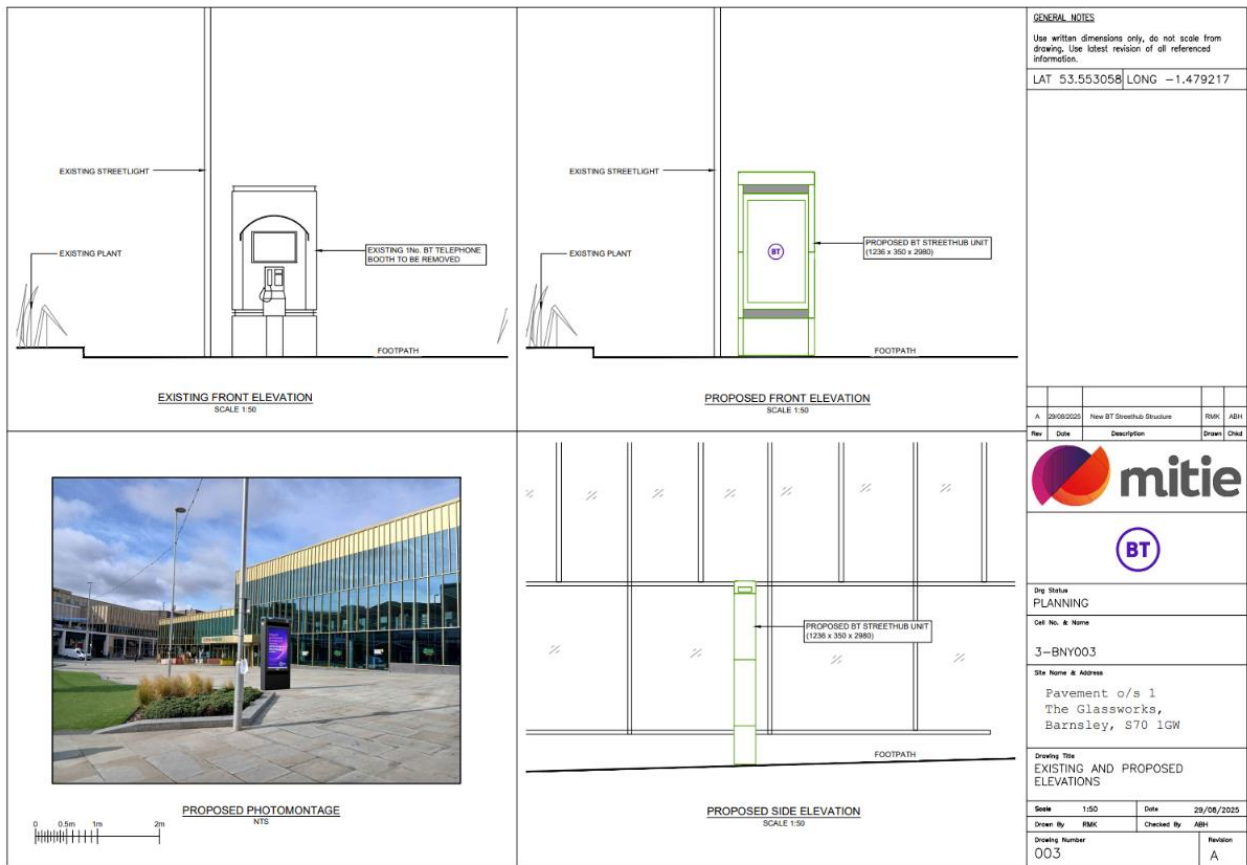 EXISTING STREETLIGHT
EXISTING PLANT
EXISTING 1No. BT TELEPHONE
BOOTH TO BE REMOVED
FOOTPATH
EXISTING FRONT ELEVATION
SCALE 1:50
EXISTING STREETLIGHT
EXISTING PLANT
BT
PROPOSED BT STREETHUB UNIT
(1236 x 350 x 2980)
FOOTPATH
PROPOSED FRONT ELEVATION
SCALE 1:50
PROPOSED PHOTOMONTAGE
NTS
0 0.5m 1m 2m
PROPOSED BT STREETHUB UNIT
(1236 x 350 x 2980)
FOOTPATH
PROPOSED SIDE ELEVATION
SCALE 1:50
GENERAL NOTES
Use written dimensions only, do not scale from
drawing. Use latest revision of all referenced
information.
LAT 53.553058 LONG -1.479217
A 29/08/2025 New BT Streethub Structure RMK ABH
Rev Date Description Drawn Chkd
mitie
BT
Drg Status
PLANNING
Cell No. & Name
3-BNY003
Site Name & Address
Pavement o/s 1
The Glassworks,
Barnsley, S70 1GW
Drawing Title
EXISTING AND PROPOSED
ELEVATIONS
Scale 1:50 Date 29/08/2025
Drawn By RMK Checked By ABH
Drawing Number Revision
003 A